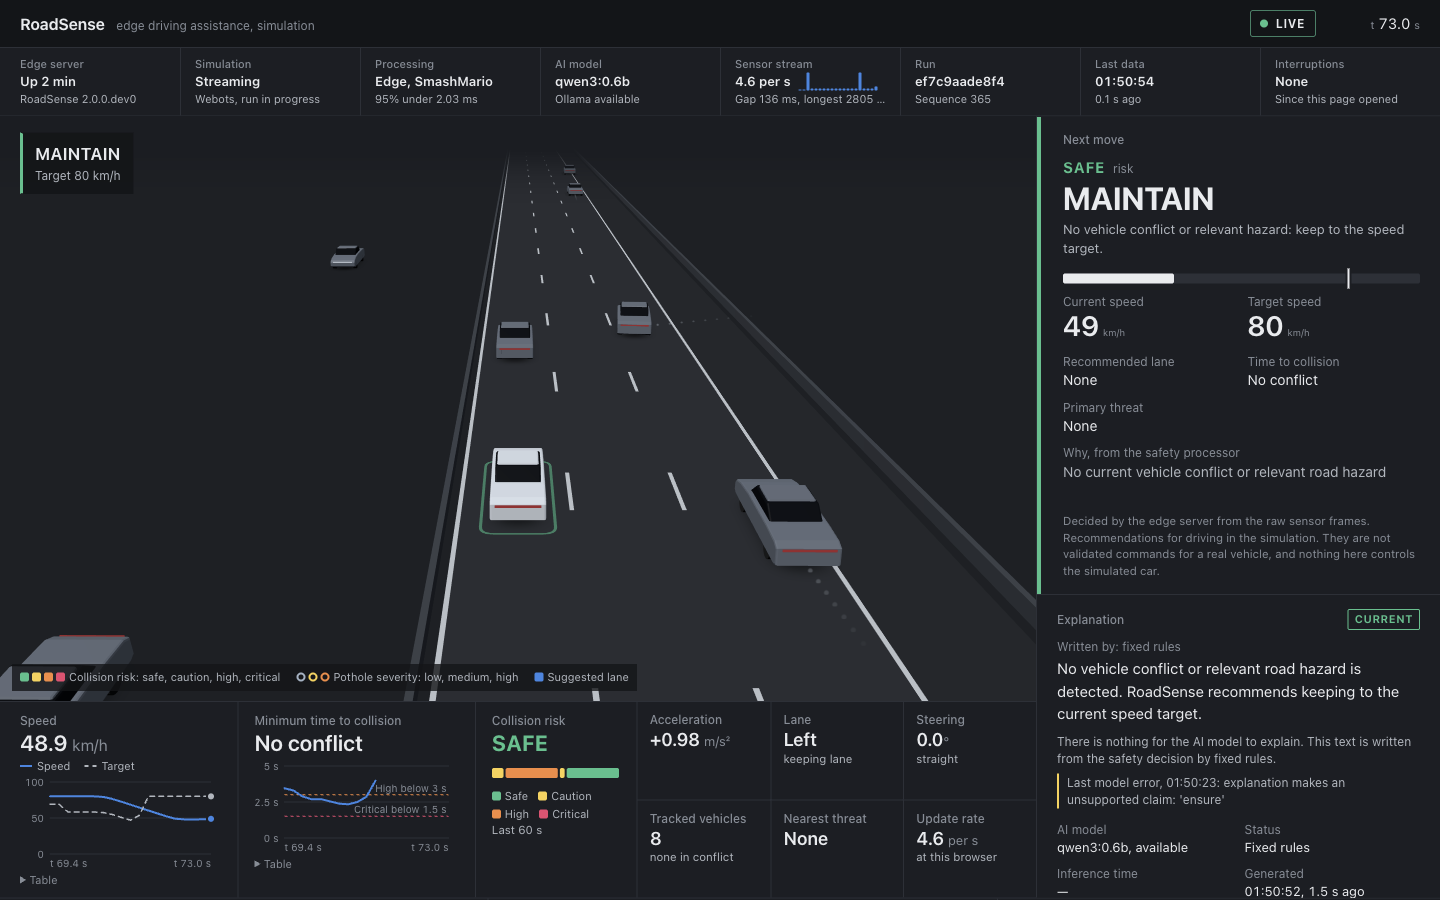 RoadSense edge driving assistance, simulation
LIVE
t 73.0 s
Edge server
Up 2 min
RoadSense 2.0.0.dev0
Simulation
Streaming
Webots, run in progress
Processing
Edge, SmashMario
95% under 2.03 ms
AI model
qwen3:0.6b
Ollama available
Sensor stream
4.6 per s
Gap 136 ms, longest 2805 ...
Run
ef7c9aade8f4
Sequence 365
Last data
01:50:54
0.1 s ago
Interruptions
None
Since this page opened
MAINTAIN
Target 80 km/h
Collision risk: safe, caution, high, critical
Pothole severity: low, medium, high
Suggested lane
Next move
SAFE risk
MAINTAIN
No vehicle conflict or relevant hazard: keep to the speed
target.
Current speed
49 km/h
Target speed
80 km/h
Recommended lane
None
Time to collision
No conflict
Primary threat
None
Why, from the safety processor
No current vehicle conflict or relevant road hazard
Decided by the edge server from the raw sensor frames.
Recommendations for driving in the simulation. They are not
validated commands for a real vehicle, and nothing here controls
the simulated car.
Explanation
CURRENT
Written by: fixed rules
No vehicle conflict or relevant road hazard is
detected. RoadSense recommends keeping to the
current speed target.
There is nothing for the AI model to explain. This text is written
from the safety decision by fixed rules.
Last model error, 01:50:23: explanation makes an
unsupported claim: 'ensure'
AI model
qwen3:0.6b, available
Status
Fixed rules
Inference time
—
Generated
01:50:52, 1.5 s ago
Speed
48.9 km/h
Speed Target
100
50
0
t 69.4 s t 73.0 s
Table
Minimum time to collision
No conflict
5 s
High below 3 s
2.5 s
Critical below 1.5 s
0 s
t 69.4 s t 73.0 s
Table
Collision risk
SAFE
Safe Caution
High Critical
Last 60 s
Acceleration
+0.98 m/s²
Lane
Left
keeping lane
Steering
0.0°
straight
Tracked vehicles
8
none in conflict
Nearest threat
None
Update rate
4.6 per s
at this browser